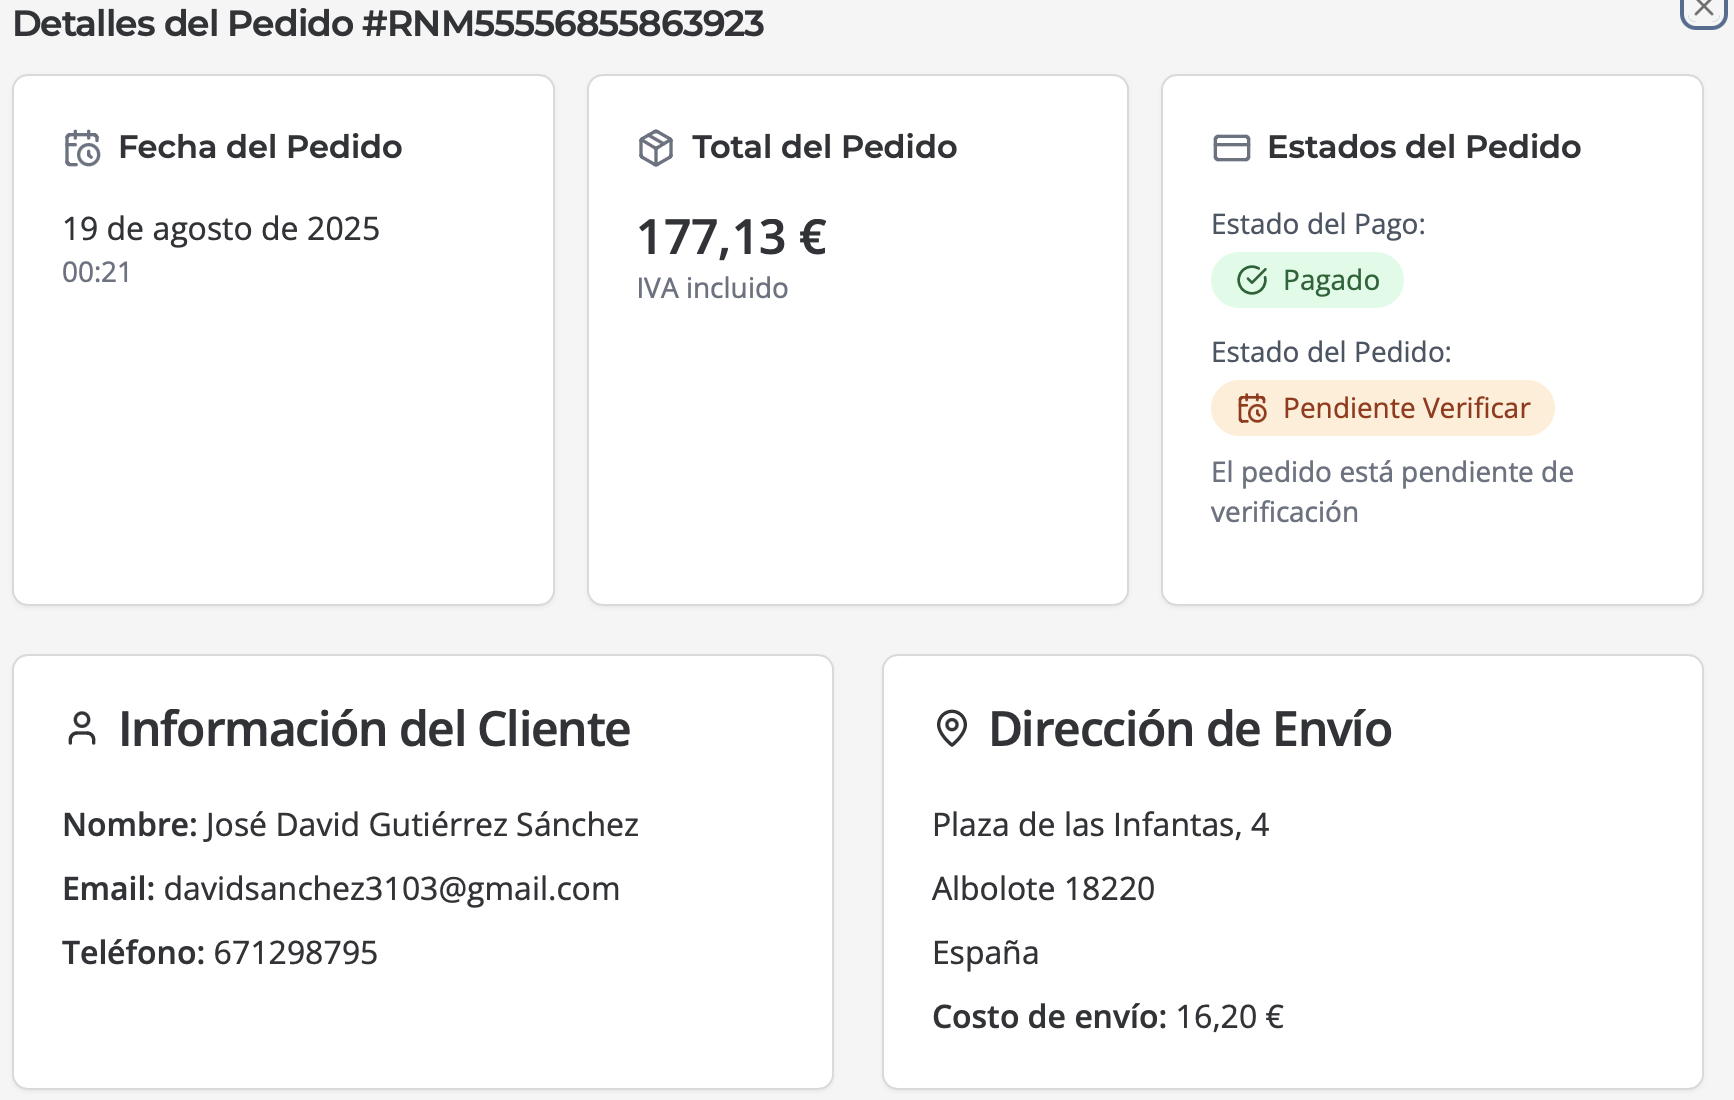 Detalles del Pedido #RNM55556855863923
Fecha del Pedido
19 de agosto de 2025
00:21
Total del Pedido
177,13 €
IVA incluido
Estados del Pedido
Estado del Pago:
Pagado
Estado del Pedido:
Pendiente Verificar
El pedido está pendiente de
verificación
Información del Cliente
Nombre: José David Gutiérrez Sánchez
Email: davidsanchez3103@gmail.com
Teléfono: 671298795
Dirección de Envío
Plaza de las Infantas, 4
Albolote 18220
España
Costo de envío: 16,20 €